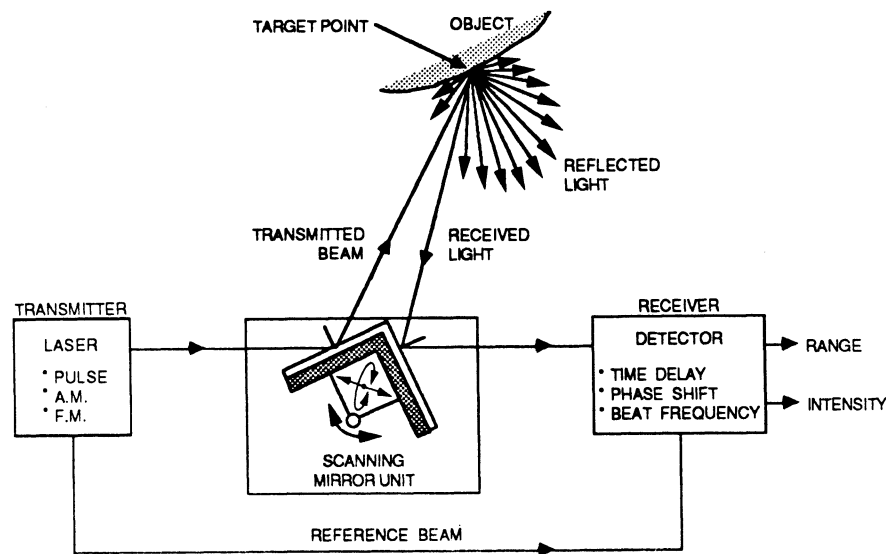 OBJECT
TARGET POINT
REFLECTED
LIGHT
TRANSMITTED
BEAM
RECEIVED
LIGHT
TRANSMITTER
LASER
• PULSE
• A.M.
• F.M.
SCANNING
MIRROR UNIT
RECEIVER
DETECTOR
• TIME DELAY
• PHASE SHIFT
• BEAT FREQUENCY
RANGE
INTENSITY
REFERENCE BEAM